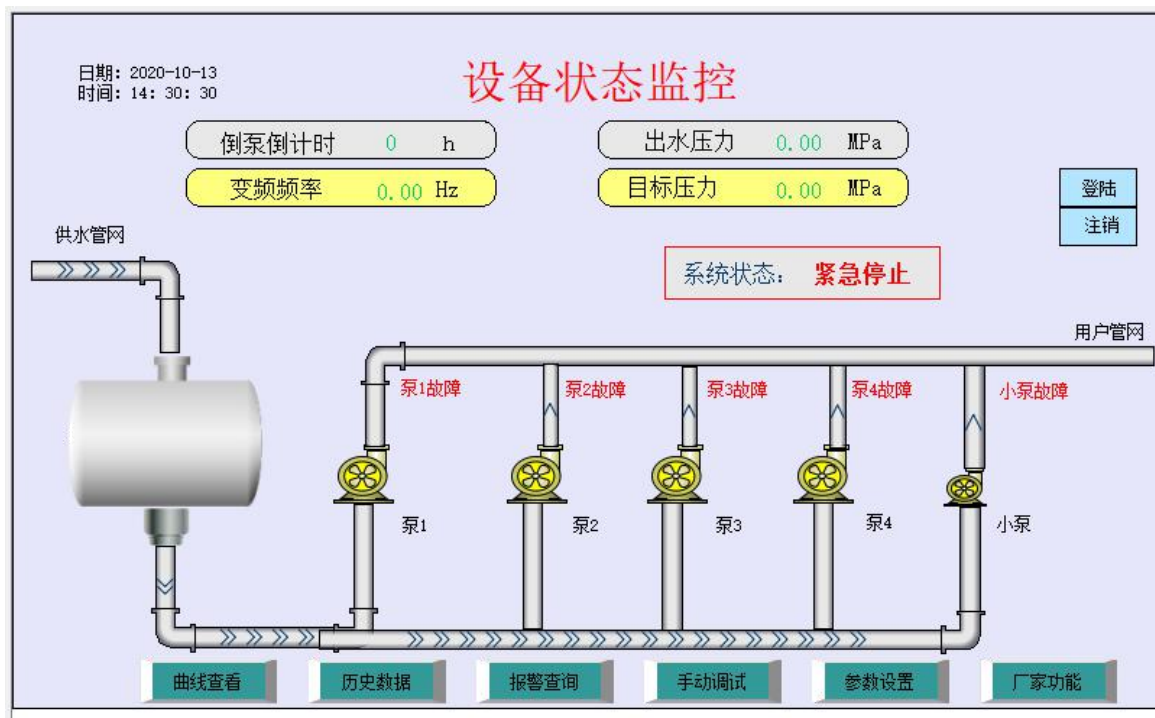 日期: 2020-10-13
时间: 14: 30: 30
设备状态监控
倒泵倒计时 0 h
出水压力 0.00 MPa
变频频率 0.00 Hz
目标压力 0.00 MPa
登陆
注销
供水管网
系统状态: 紧急停止
用户管网
泵1故障 泵2故障 泵3故障 泵4故障 小泵故障
泵1 泵2 泵3 泵4 小泵
曲线查看 历史数据 报警查询 手动调试 参数设置 厂家功能